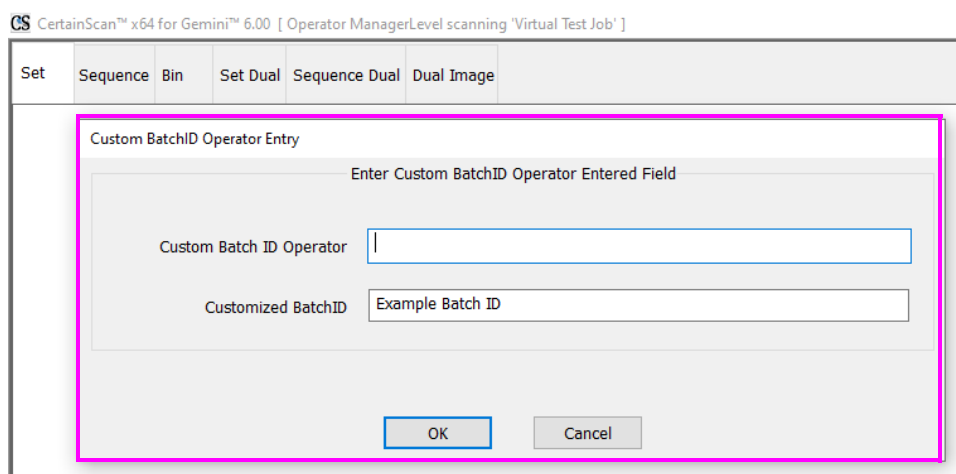 CS CertainScan™ x64 for Gemini™ 6.00 [ Operator ManagerLevel scanning 'Virtual Test Job' ]
Set Sequence Bin Set Dual Sequence Dual Dual Image
Custom BatchID Operator Entry
Enter Custom BatchID Operator Entered Field
Custom Batch ID Operator
Customized BatchID Example Batch ID
OK Cancel